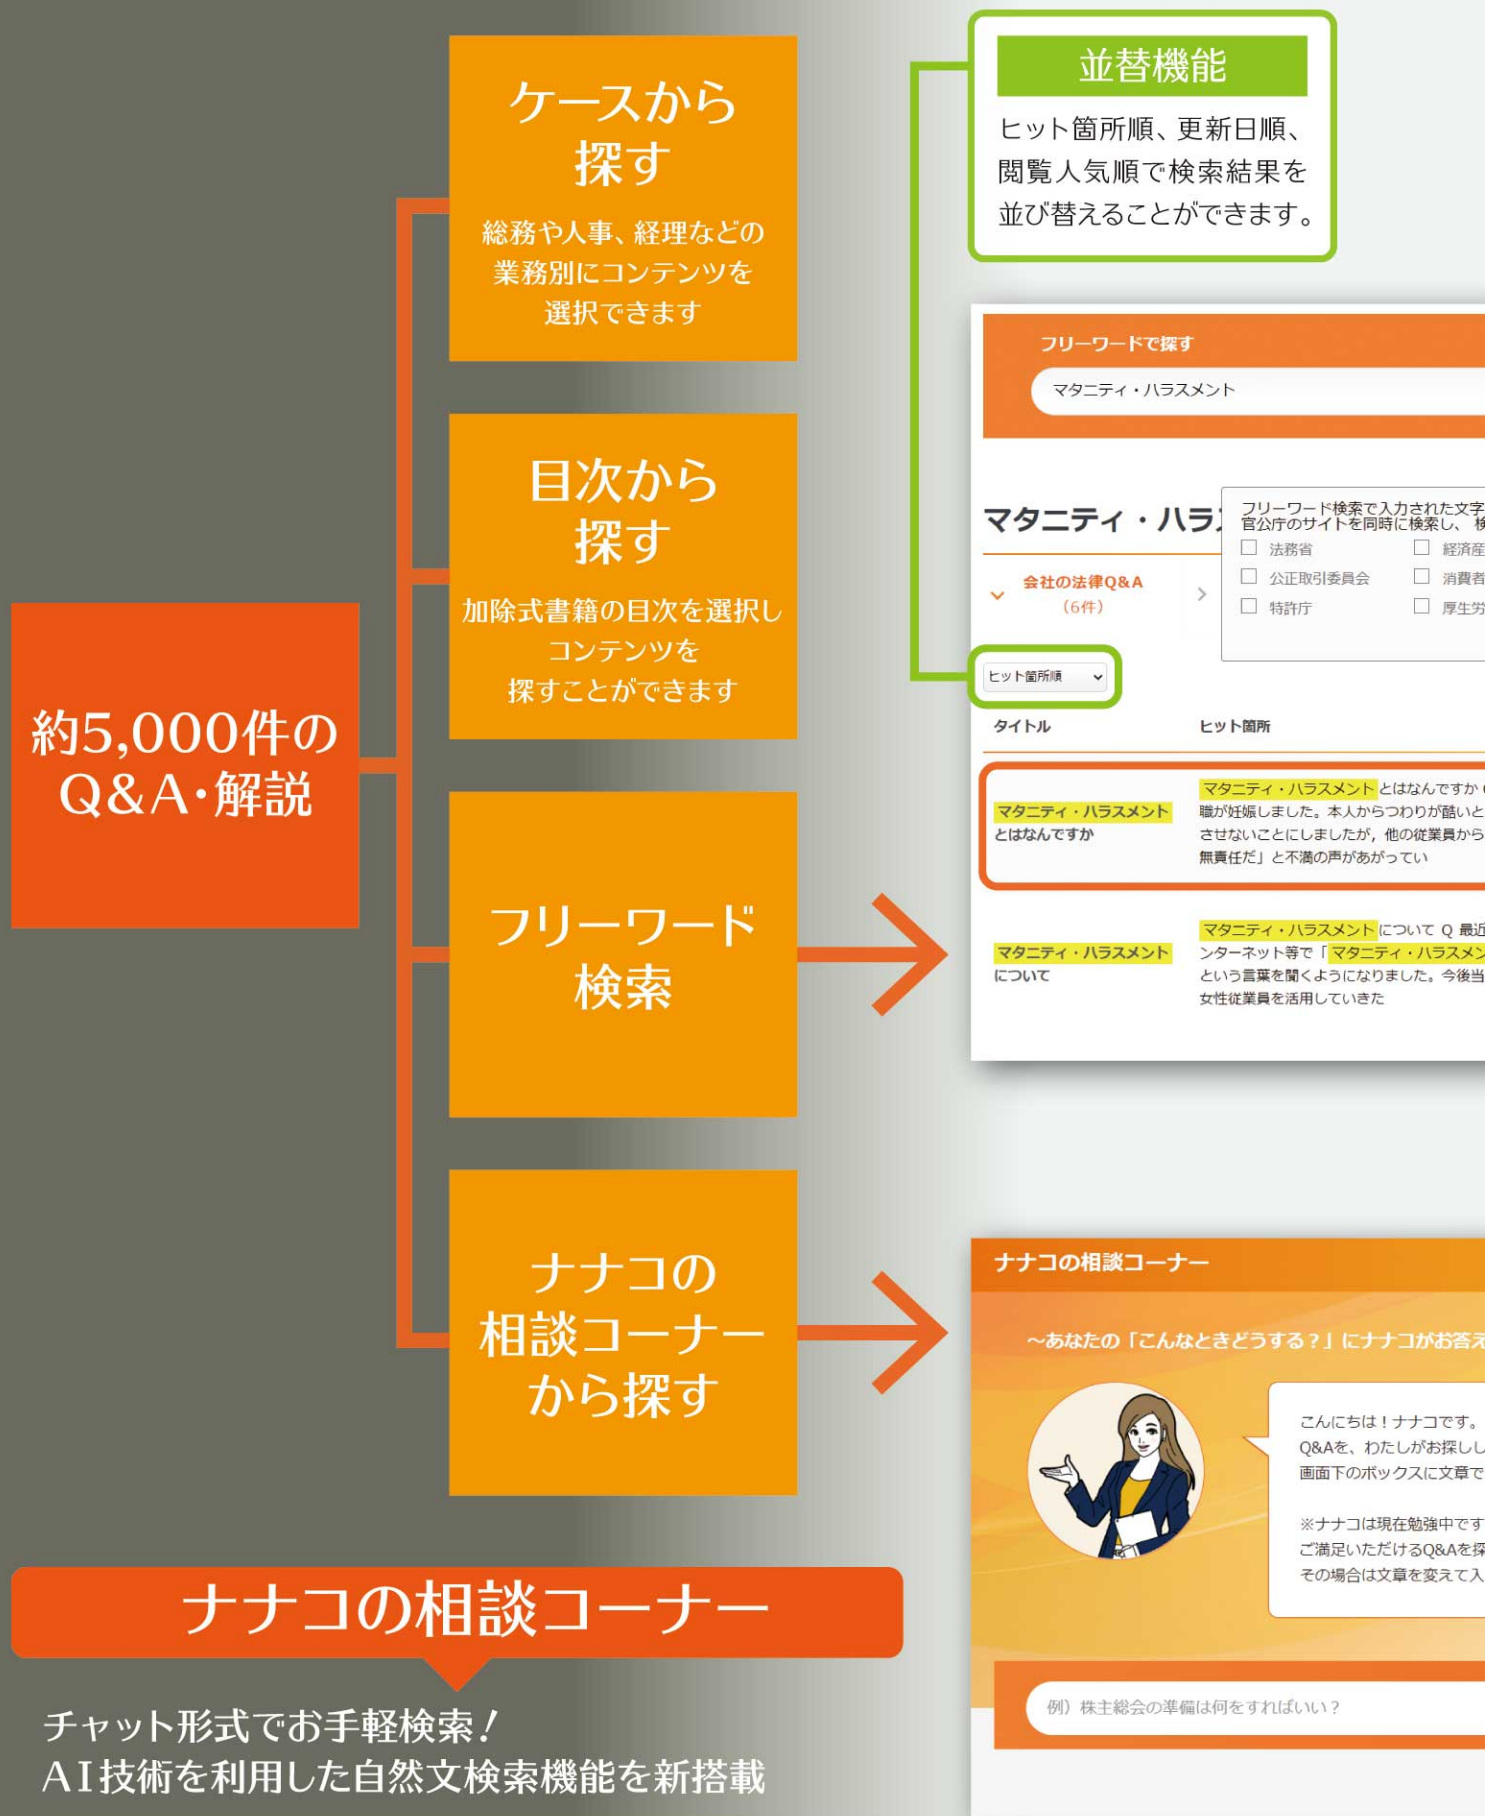 ケースから
探す
総務や人事、経理などの
業務別にコンテンツを
選択できます
目次から
探す
加除式書籍の目次を選択し
コンテンツを
探すことができます
約5,000件の
Q&A・解説
フリーワード
検索
ナナコの
相談コーナー
から探す
ナナコの相談コーナー
チャット形式でお手軽検索！
AI技術を利用した自然文検索機能を新搭載
並替機能
ヒット箇所順、更新日順、
閲覧人気順で検索結果を
並び替えることができます。
フリーワードで探す
マタニティ・ハラスメント
マタニティ・ハラ
フリーワード検索で入力された文字
官公庁のサイトを同時に検索し、検
法務省 経済産
公正取引委員会 消費者
特許庁 厚生労
会社の法律Q&A
（6件）
ヒット箇所順
タイトル ヒット箇所
マタニティ・ハラスメント
とはなんですか
マタニティ・ハラスメント とはなんですか
職が妊娠しました。本人からつわりが酷いと
させないことにしましたが，他の従業員から
無責任だ」と不満の声があがってい
マタニティ・ハラスメント
について
マタニティ・ハラスメント について Q 最近
ンターネット等で「 マタニティ・ハラスメン
という言葉を聞くようになりました。今後当
女性従業員を活用していきた
ナナコの相談コーナー
～あなたの「こんなときどうする？」にナナコがお答え
こんにちは！ナナコです。
Q&Aを、わたしがお探しし
画面下のボックスに文章で
※ナナコは現在勉強中です
ご満足いただけるQ&Aを探
その場合は文章を変えて入
例）株主総会の準備は何をすればいい？